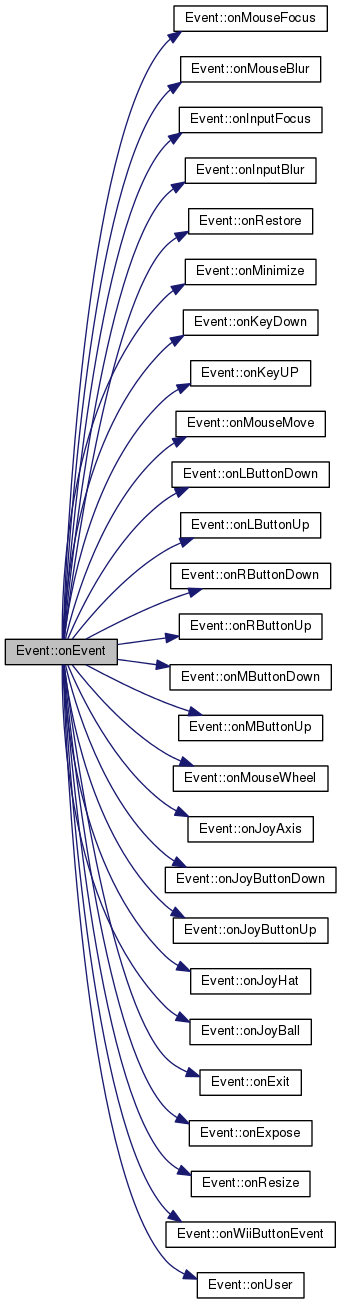 Event::onMouseFocus
Event::onMouseBlur
Event::onInputFocus
Event::onInputBlur
Event::onRestore
Event::onMinimize
Event::onKeyDown
Event::onKeyUP
Event::onMouseMove
Event::onLButtonDown
Event::onLButtonUp
Event::onRButtonDown
Event::onRButtonUp
Event::onEvent
Event::onMButtonDown
Event::onMButtonUp
Event::onMouseWheel
Event::onJoyAxis
Event::onJoyButtonDown
Event::onJoyButtonUp
Event::onJoyHat
Event::onJoyBall
Event::onExit
Event::onExpose
Event::onResize
Event::onWiiButtonEvent
Event::onUser